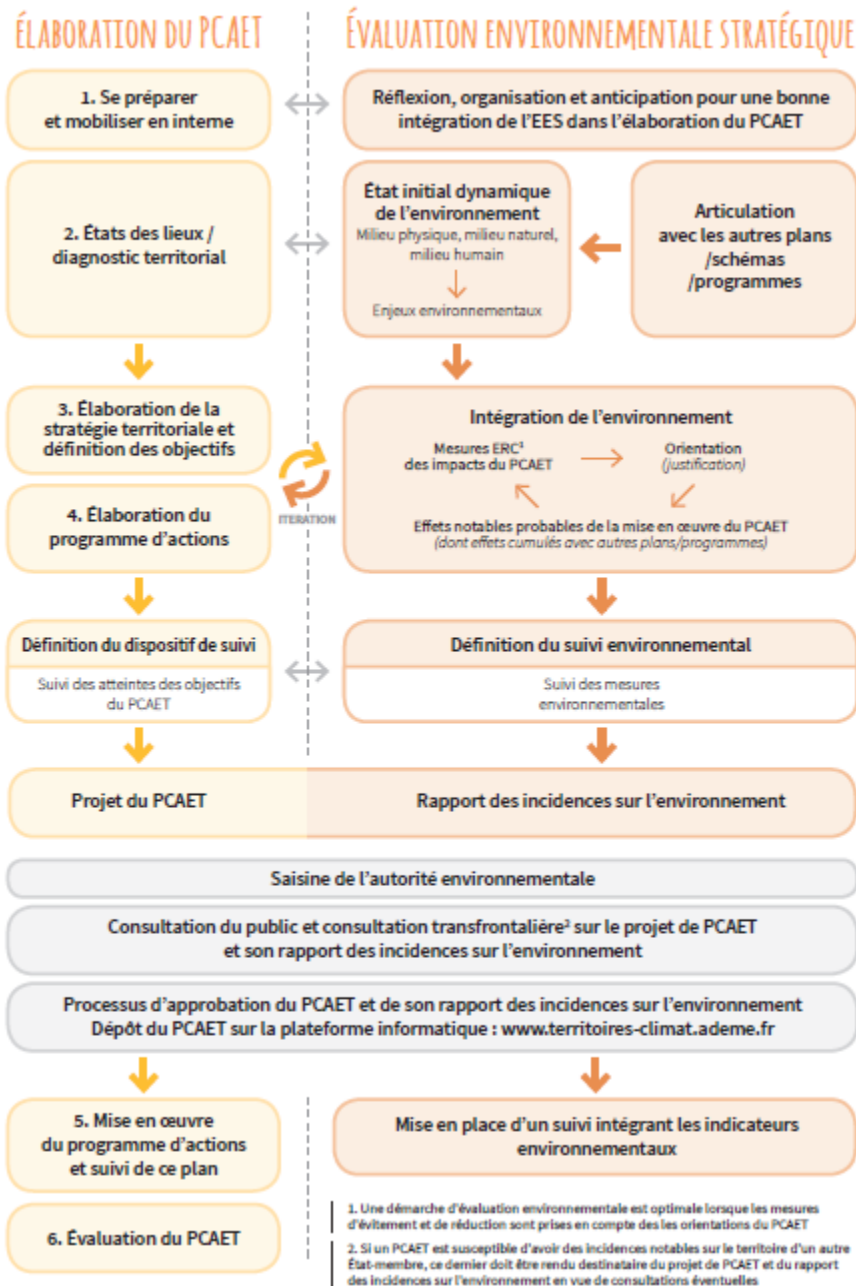 ÉLABORATION DU PCAET
ÉVALUATION ENVIRONNEMENTALE STRATÉGIQUE
1. Se préparer
et mobiliser en interne
Réflexion, organisation et anticipation pour une bonne
intégration de l'EES dans l'élaboration du PCAET
2. États des lieux /
diagnostic territorial
État initial dynamique
de l'environnement
Milieu physique, milieu naturel,
milieu humain
Enjeux environnementaux
Articulation
avec les autres plans
/schémas
/programmes
3. Élaboration de la
stratégie territoriale et
définition des objectifs
4. Élaboration du
programme d'actions
ITERATION
Intégration de l'environnement
Mesures ERC¹
des impacts du PCAET
Orientation
(justification)
Effets notables probables de la mise en œuvre du PCAET
(dont effets cumulés avec autres plans/programmes)
Définition du dispositif de suivi
Suivi des atteintes des objectifs
du PCAET
Définition du suivi environnemental
Suivi des mesures
environnementales
Projet du PCAET
Rapport des incidences sur l'environnement
Saisine de l'autorité environnementale
Consultation du public et consultation transfrontalière² sur le projet de PCAET
et son rapport des incidences sur l'environnement
Processus d'approbation du PCAET et de son rapport des incidences sur l'environnement
Dépôt du PCAET sur la plateforme informatique : www.territoires-climat.ademe.fr
5. Mise en œuvre
du programme d'actions
et suivi de ce plan
Mise en place d'un suivi intégrant les indicateurs
environnementaux
6. Évaluation du PCAET
1. Une démarche d'évaluation environnementale est optimale lorsque les mesures
d'évitement et de réduction sont prises en compte des les orientations du PCAET
2. Si un PCAET est susceptible d'avoir des incidences notables sur le territoire d'un autre
État-membre, ce dernier doit être rendu destinataire du projet de PCAET et du rapport
des incidences sur l'environnement en vue de consultations éventuelles